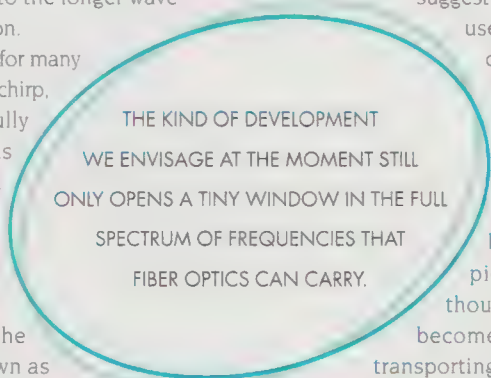 to the longer wave
suggest
on.
use
for many
chirp,
ully
THE KIND OF DEVELOPMENT
WE ENVISAGE AT THE MOMENT STILL
ONLY OPENS A TINY WINDOW IN THE FULL
SPECTRUM OF FREQUENCIES THAT
FIBER OPTICS CAN CARRY.
pi
thou
he
become
wn as
transporting